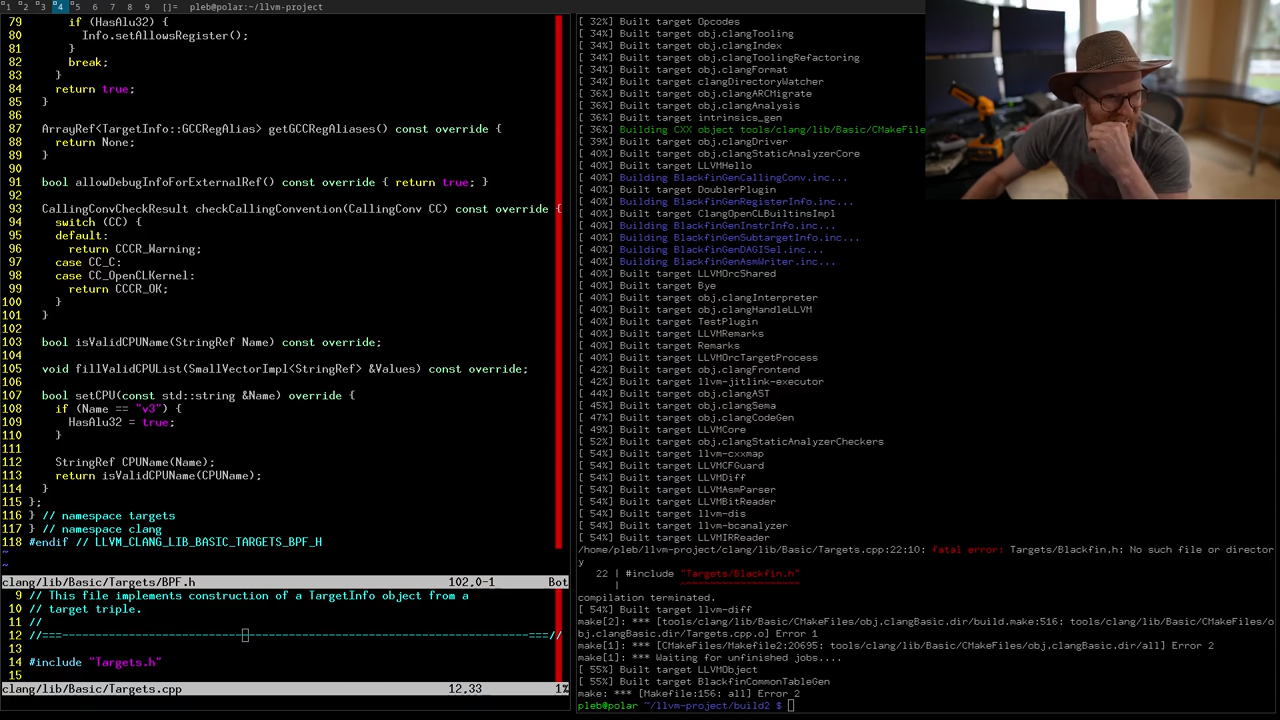 1 2 3 4 5 6 7 8 9 []= pleb@polar:~/llvm-project
79 if (HasAlu32) {
80 Info.setAllowsRegister();
81 }
82 break;
83 }
84 return true;
85 }
86
87 ArrayRef<TargetInfo::GCCRegAlias> getGCCRegAliases() const override {
88 return None;
89 }
90
91 bool allowDebugInfoForExternalRef() const override { return true; }
92
93 CallingConvCheckResult checkCallingConvention(CallingConv CC) const override {
94 switch (CC) {
95 default:
96 return CCCR_Warning;
97 case CC_C:
98 case CC_OpenCLKernel:
99 return CCCR_OK;
100 }
101 }
102
103 bool isValidCPUName(StringRef Name) const override;
104
105 void fillValidCPUList(SmallVectorImpl<StringRef> &Values) const override;
106
107 bool setCPU(const std::string &Name) override {
108 if (Name == "v3") {
109 HasAlu32 = true;
110 }
111
112 StringRef CPUName(Name);
113 return isValidCPUName(CPUName);
114 }
115 };
116 } // namespace targets
117 } // namespace clang
118 #endif // LLVM_CLANG_LIB_BASIC_TARGETS_BPF_H
~
~
clang/lib/Basic/Targets/BPF.h 102,0-1 Bot
9 // This file implements construction of a TargetInfo object from a
10 // target triple.
11 //
12 //===----------------------------------------------------------------------===//
13
14 #include "Targets.h"
15
clang/lib/Basic/Targets.cpp 12,33 1%
[ 32%] Built target Opcodes
[ 34%] Built target obj.clangTooling
[ 34%] Built target obj.clangIndex
[ 34%] Built target obj.clangToolingRefactoring
[ 34%] Built target obj.clangFormat
[ 34%] Built target clangDirectoryWatcher
[ 36%] Built target obj.clangARCMigrate
[ 36%] Built target obj.clangAnalysis
[ 36%] Built target intrinsics_gen
[ 36%] Building CXX object tools/clang/lib/Basic/CMakeFile
[ 39%] Built target obj.clangDriver
[ 40%] Built target obj.clangStaticAnalyzerCore
[ 40%] Built target LLVMHello
[ 40%] Building BlackfinGenCallingConv.inc...
[ 40%] Built target DoublerPlugin
[ 40%] Building BlackfinGenRegisterInfo.inc...
[ 40%] Built target ClangOpenCLBuiltinsImpl
[ 40%] Building BlackfinGenInstrInfo.inc...
[ 40%] Building BlackfinGenSubtargetInfo.inc...
[ 40%] Building BlackfinGenDAGISel.inc...
[ 40%] Building BlackfinGenAsmWriter.inc...
[ 40%] Built target LLVMOrcShared
[ 40%] Built target Bye
[ 40%] Built target obj.clangInterpreter
[ 40%] Built target obj.clangHandleLLVM
[ 40%] Built target TestPlugin
[ 40%] Built target LLVMRemarks
[ 40%] Built target Remarks
[ 40%] Built target LLVMOrcTargetProcess
[ 42%] Built target obj.clangFrontend
[ 42%] Built target llvm-jitlink-executor
[ 44%] Built target obj.clangAST
[ 45%] Built target obj.clangSema
[ 47%] Built target obj.clangCodeGen
[ 49%] Built target LLVMCore
[ 52%] Built target obj.clangStaticAnalyzerCheckers
[ 54%] Built target llvm-cxxmap
[ 54%] Built target LLVMCFGuard
[ 54%] Built target LLVMDiff
[ 54%] Built target LLVMAsmParser
[ 54%] Built target LLVMBitReader
[ 54%] Built target llvm-dis
[ 54%] Built target llvm-bcanalyzer
[ 54%] Built target LLVMIRReader
/home/pleb/llvm-project/clang/lib/Basic/Targets.cpp:22:10: fatal error: Targets/Blackfin.h: No such file or director
y
22 | #include "Targets/Blackfin.h"
| ^~~~~~~~~~~~~~~~~~~~
compilation terminated.
[ 54%] Built target llvm-diff
make[2]: *** [tools/clang/lib/Basic/CMakeFiles/obj.clangBasic.dir/build.make:516: tools/clang/lib/Basic/CMakeFiles/o
bj.clangBasic.dir/Targets.cpp.o] Error 1
make[1]: *** [CMakeFiles/Makefile2:20695: tools/clang/lib/Basic/CMakeFiles/obj.clangBasic.dir/all] Error 2
make[1]: *** Waiting for unfinished jobs....
[ 55%] Built target LLVMObject
[ 55%] Built target BlackfinCommonTableGen
make: *** [Makefile:156: all] Error 2
pleb@polar ~/llvm-project/build2 $